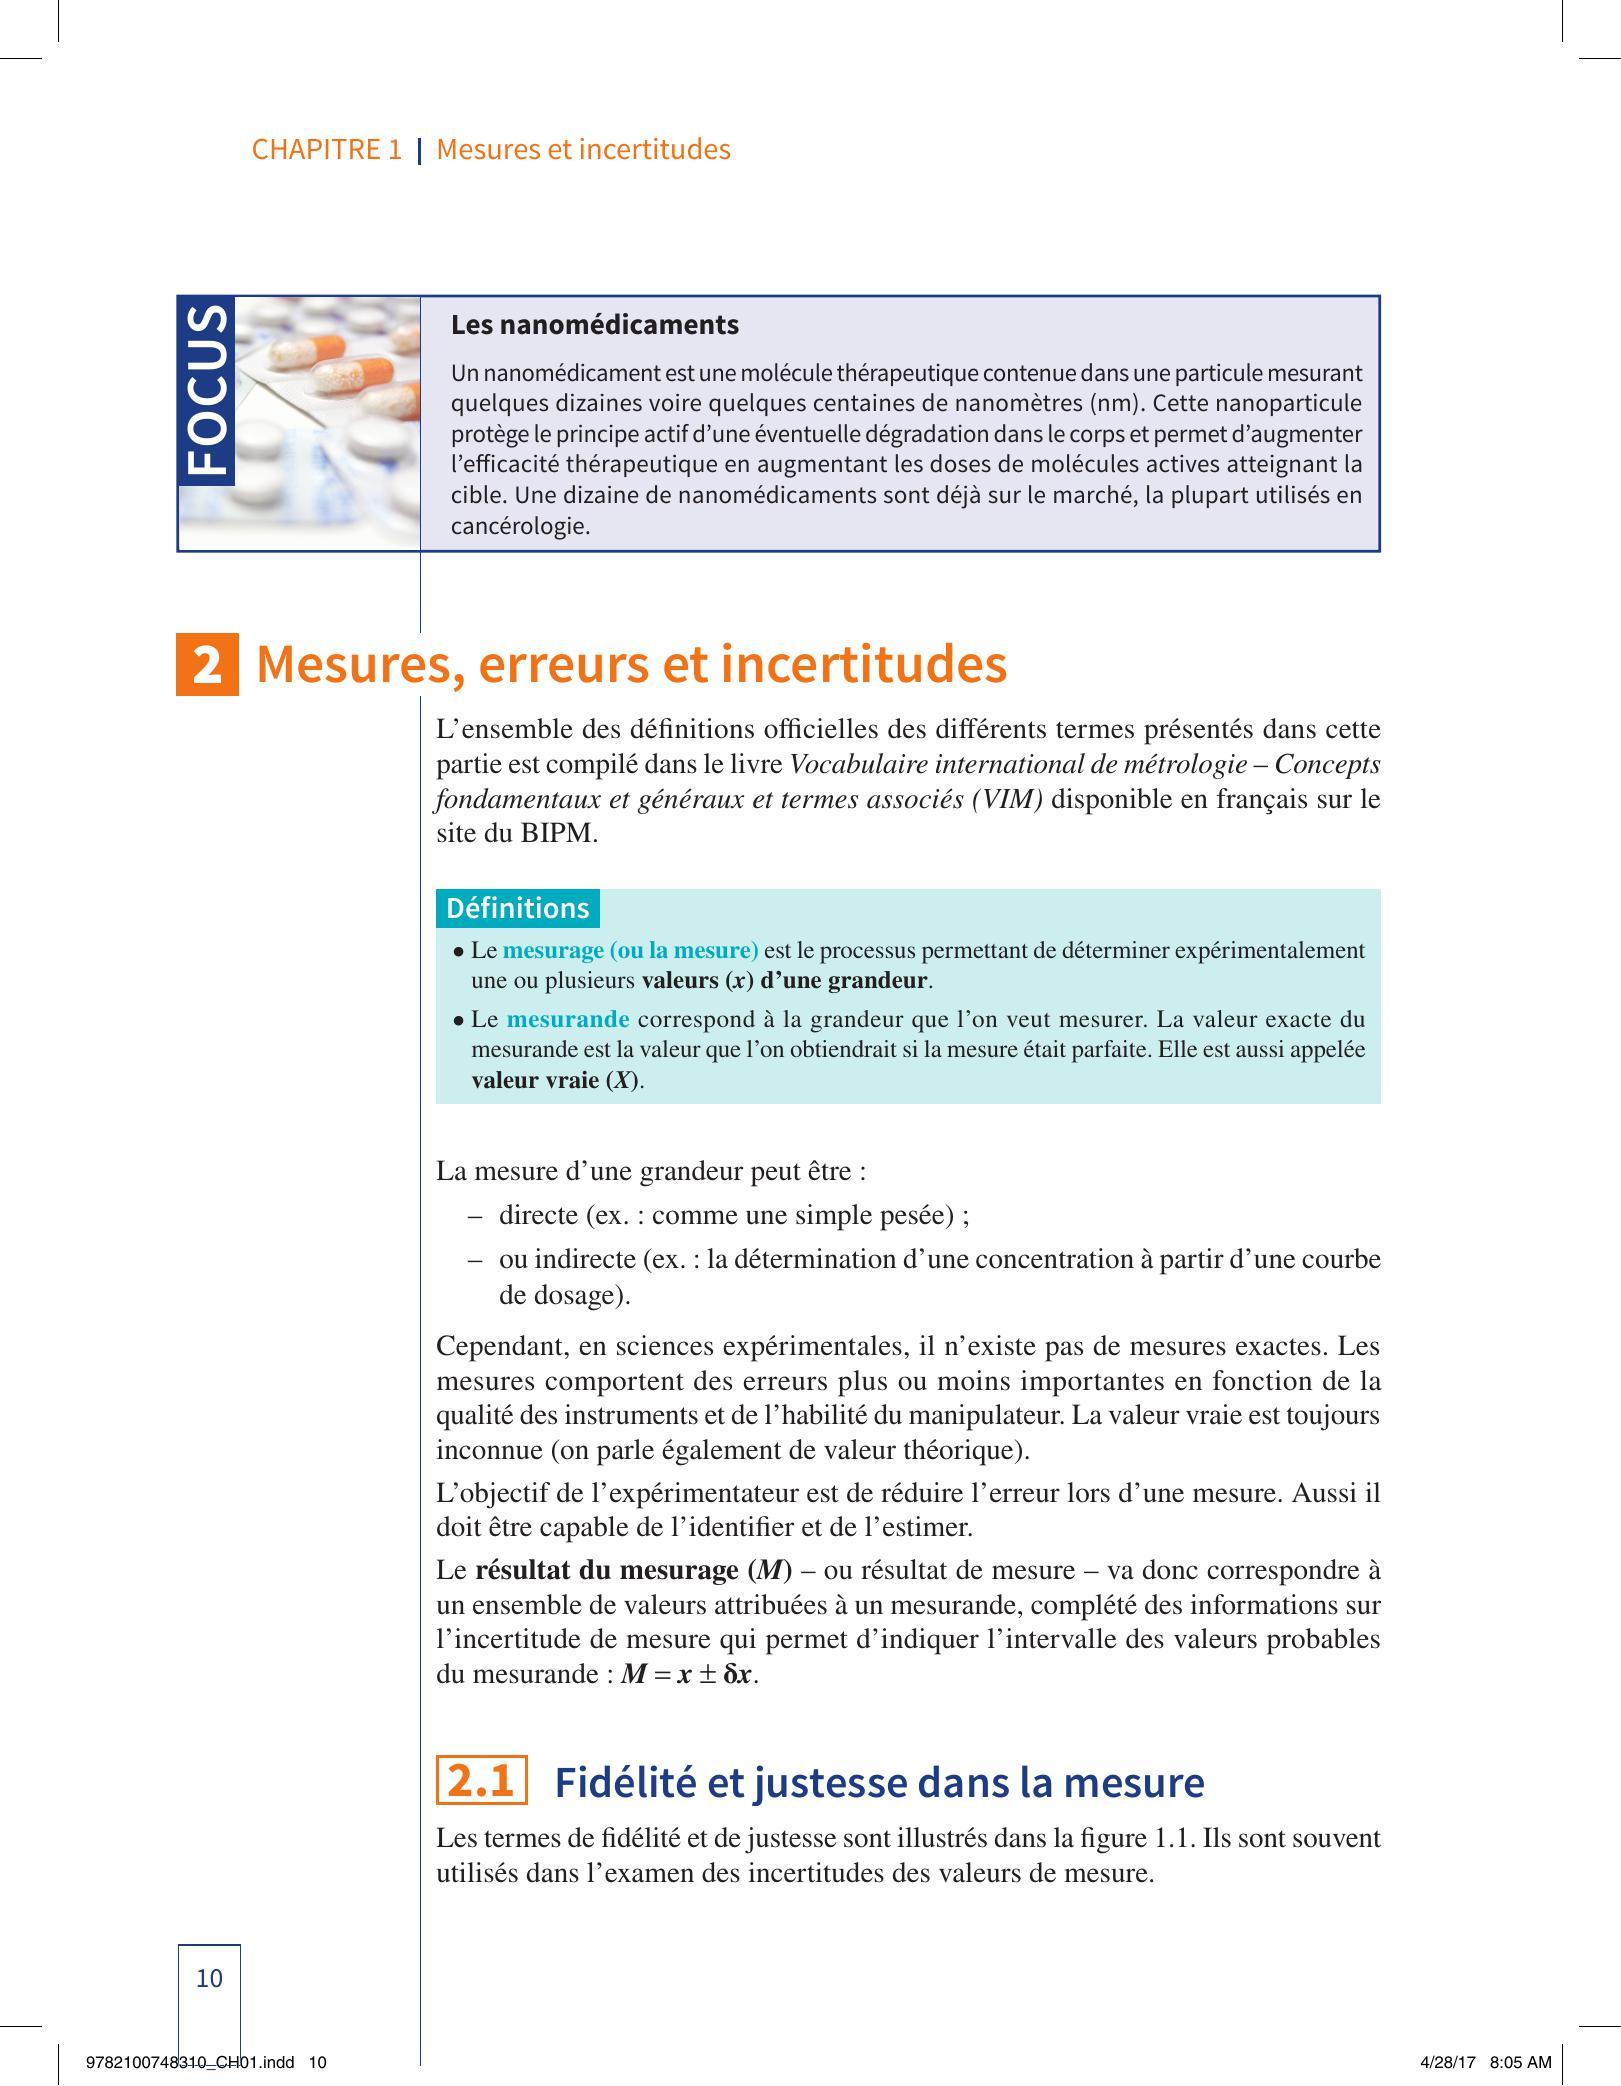 CHAPITRE 1 | Mesures et incertitudes
FOCUS
Les nanomédicaments
Un nanomédicament est une molécule thérapeutique contenue dans une particule mesurant
quelques dizaines voire quelques centaines de nanomètres (nm). Cette nanoparticule
protège le principe actif d’une éventuelle dégradation dans le corps et permet d’augmenter
l’efficacité thérapeutique en augmentant les doses de molécules actives atteignant la
cible. Une dizaine de nanomédicaments sont déjà sur le marché, la plupart utilisés en
cancérologie.
2 Mesures, erreurs et incertitudes
L’ensemble des définitions officielles des différents termes présentés dans cette
partie est compilé dans le livre Vocabulaire international de métrologie – Concepts
fondamentaux et généraux et termes associés (VIM) disponible en français sur le
site du BIPM.
Définitions
• Le mesurage (ou la mesure) est le processus permettant de déterminer expérimentalement
une ou plusieurs valeurs (x) d’une grandeur.
• Le mesurande correspond à la grandeur que l’on veut mesurer. La valeur exacte du
mesurande est la valeur que l’on obtiendrait si la mesure était parfaite. Elle est aussi appelée
valeur vraie (X).
La mesure d’une grandeur peut être :
– directe (ex. : comme une simple pesée) ;
– ou indirecte (ex. : la détermination d’une concentration à partir d’une courbe
de dosage).
Cependant, en sciences expérimentales, il n’existe pas de mesures exactes. Les
mesures comportent des erreurs plus ou moins importantes en fonction de la
qualité des instruments et de l’habilité du manipulateur. La valeur vraie est toujours
inconnue (on parle également de valeur théorique).
L’objectif de l’expérimentateur est de réduire l’erreur lors d’une mesure. Aussi il
doit être capable de l’identifier et de l’estimer.
Le résultat du mesurage (M) – ou résultat de mesure – va donc correspondre à
un ensemble de valeurs attribuées à un mesurande, complété des informations sur
l’incertitude de mesure qui permet d’indiquer l’intervalle des valeurs probables
du mesurande : M = x ± δx.
2.1 Fidélité et justesse dans la mesure
Les termes de fidélité et de justesse sont illustrés dans la figure 1.1. Ils sont souvent
utilisés dans l’examen des incertitudes des valeurs de mesure.
10
9782100748310_CH01.indd 10
4/28/17 8:05 AM